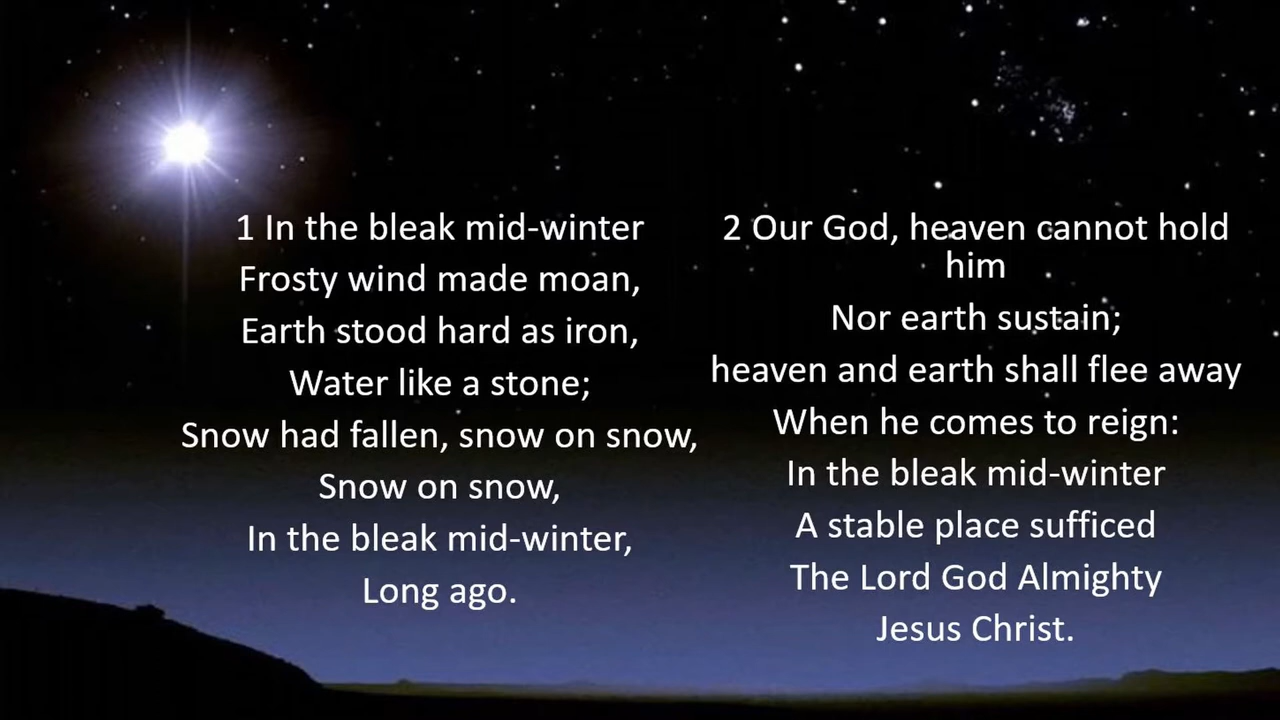 1 In the bleak mid-winter
Frosty wind made moan,
Earth stood hard as iron,
Water like a stone;
Snow had fallen, snow on snow,
Snow on snow,
In the bleak mid-winter,
Long ago.
2 Our God, heaven cannot hold
him
Nor earth sustain;
heaven and earth shall flee away
When he comes to reign:
In the bleak mid-winter
A stable place sufficed
The Lord God Almighty
Jesus Christ.